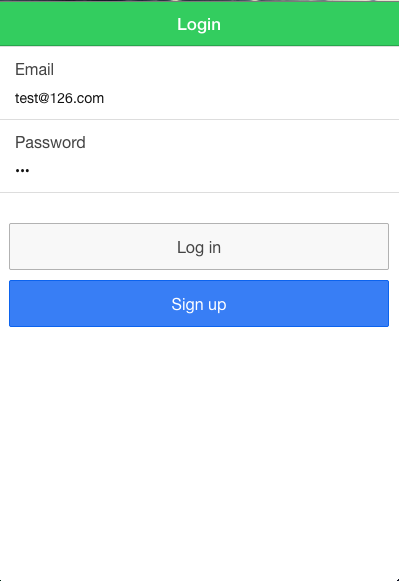 Login
Email
test@126.com
Password
•••
Log in
Sign up